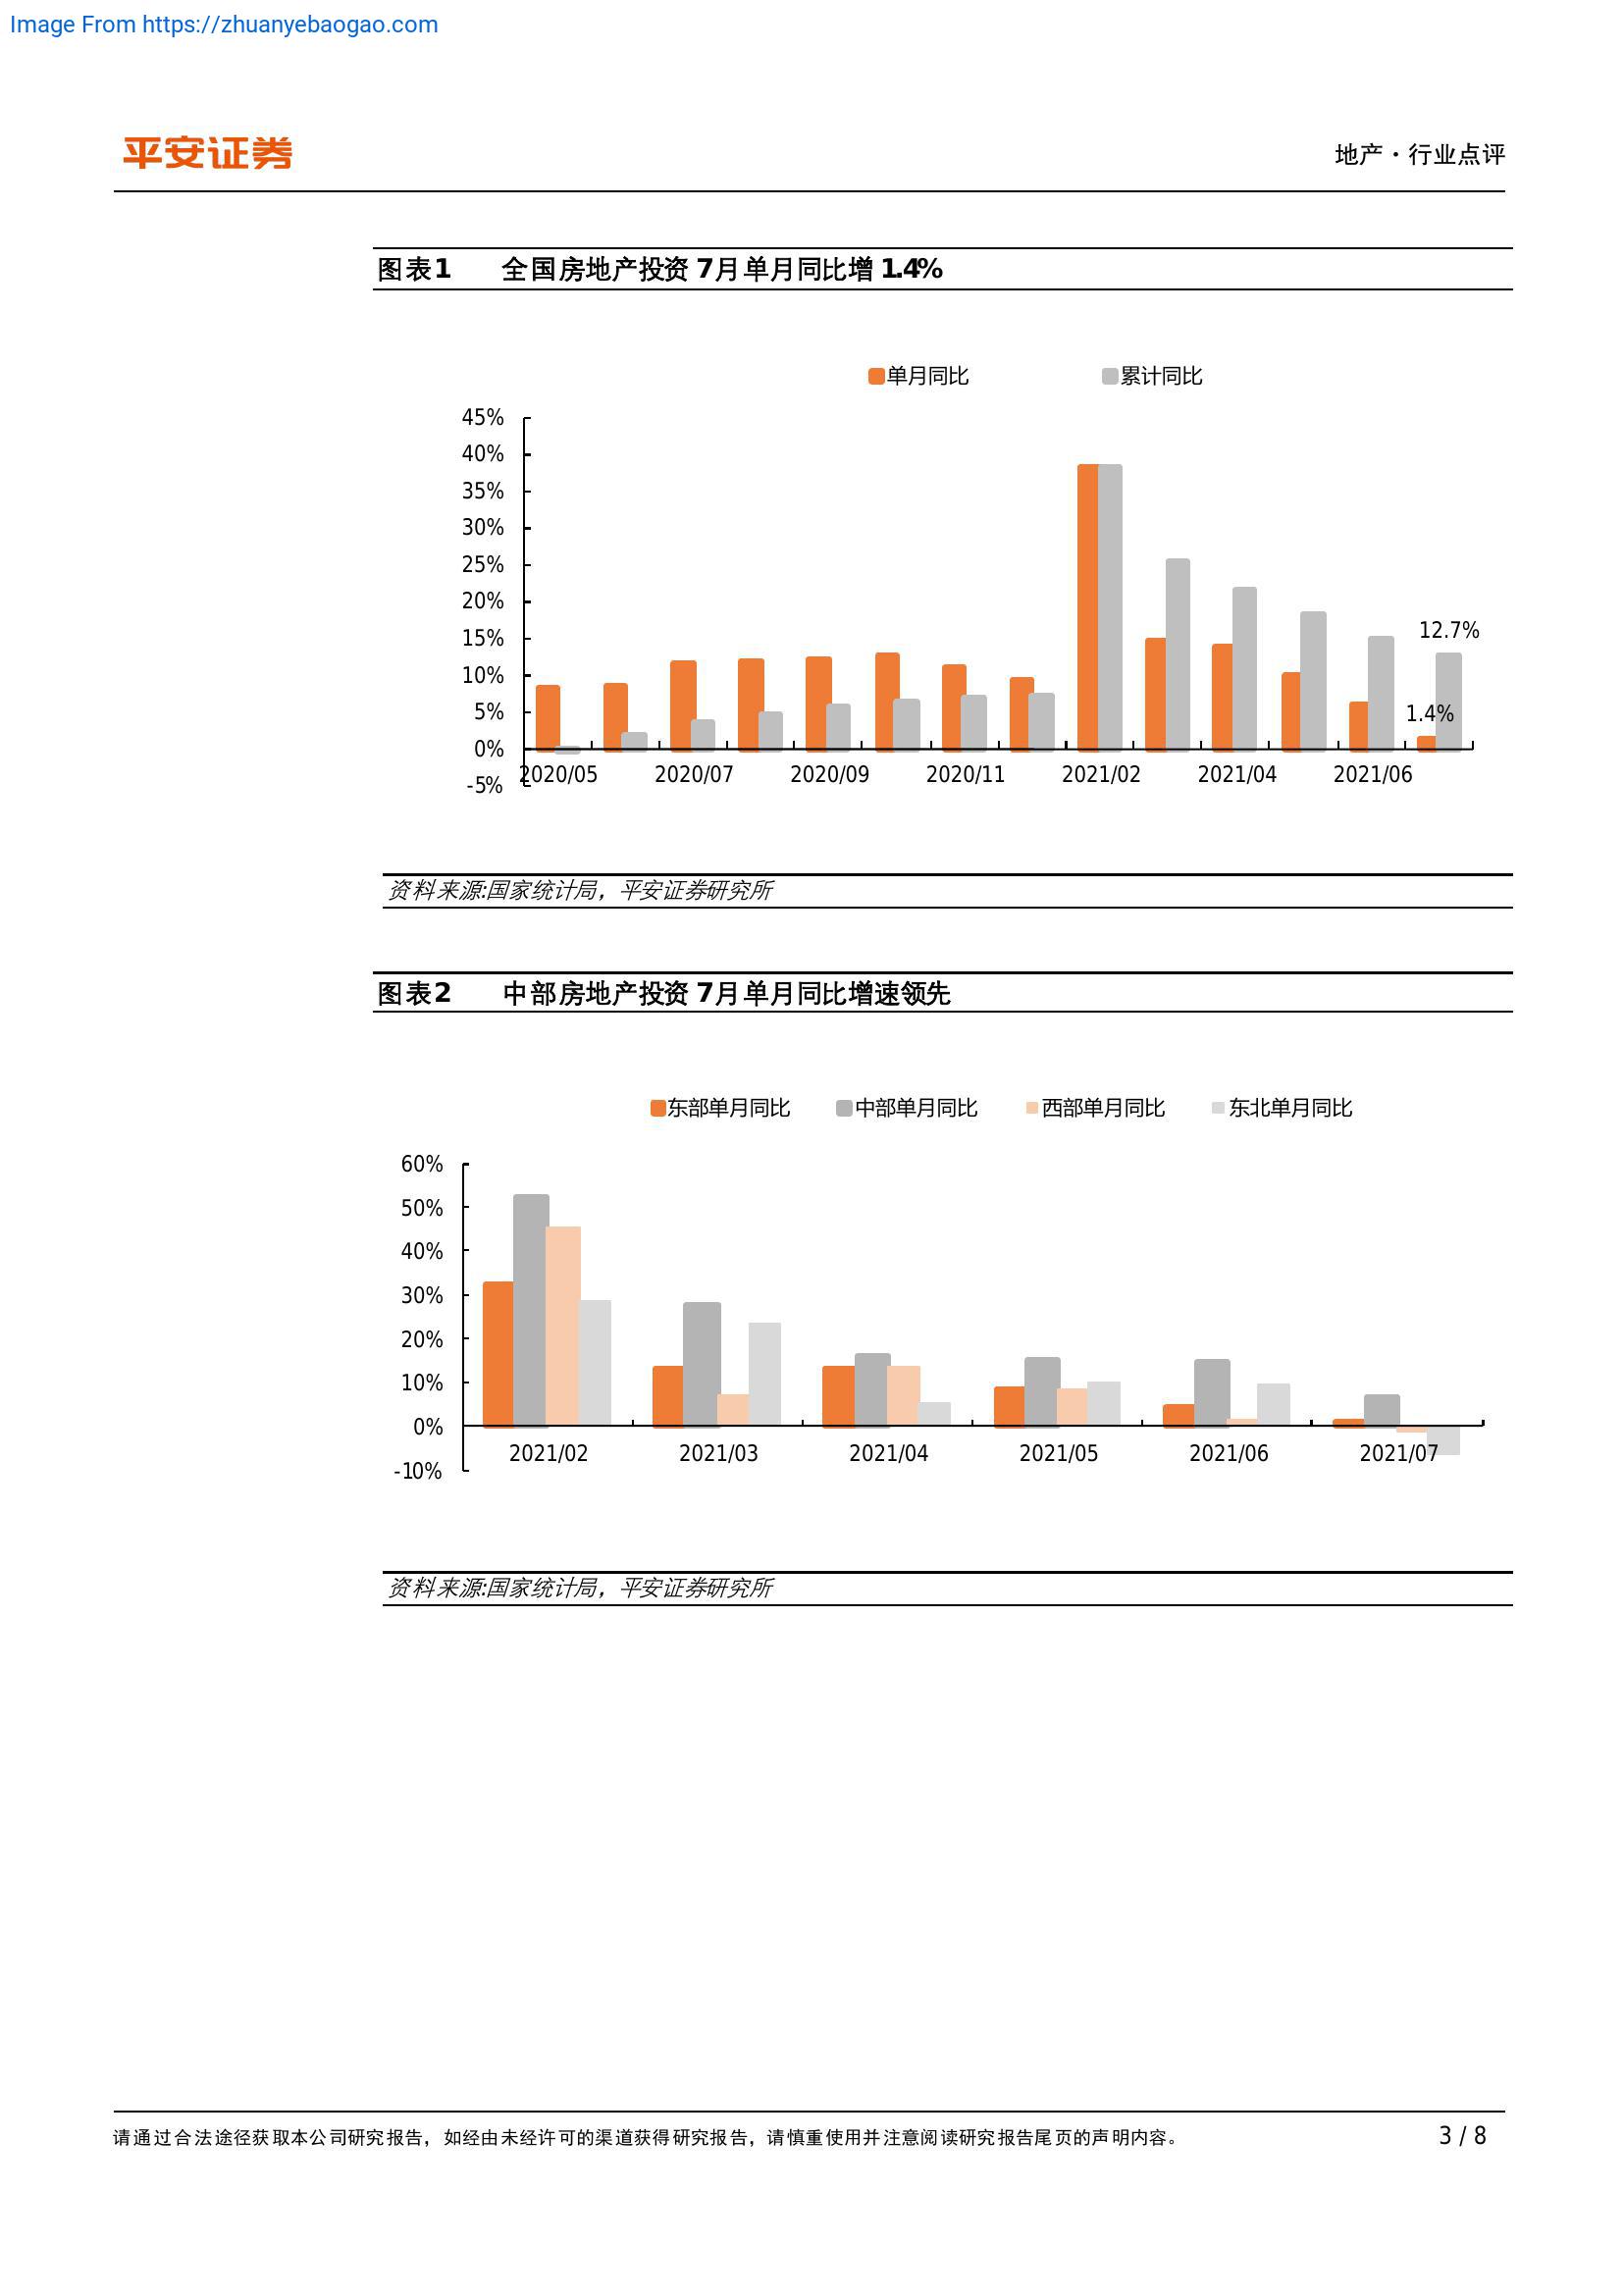 Image From https://zhuanyebaogao.com
平安证券
地产·行业点评
图表1 全国房地产投资7月单月同比增1.4%
单月同比 累计同比
45%
40%
35%
30%
25%
20%
15%
10%
5%
0%
-5%
12.7%
1.4%
2020/05 2020/07 2020/09 2020/11 2021/02 2021/04 2021/06
资料来源:国家统计局，平安证券研究所
图表2 中部房地产投资7月单月同比增速领先
东部单月同比 中部单月同比 西部单月同比 东北单月同比
60%
50%
40%
30%
20%
10%
0%
-10%
2021/02 2021/03 2021/04 2021/05 2021/06 2021/07
资料来源:国家统计局，平安证券研究所
请通过合法途径获取本公司研究报告，如经由未经许可的渠道获得研究报告，请慎重使用并注意阅读研究报告尾页的声明内容。
3 / 8